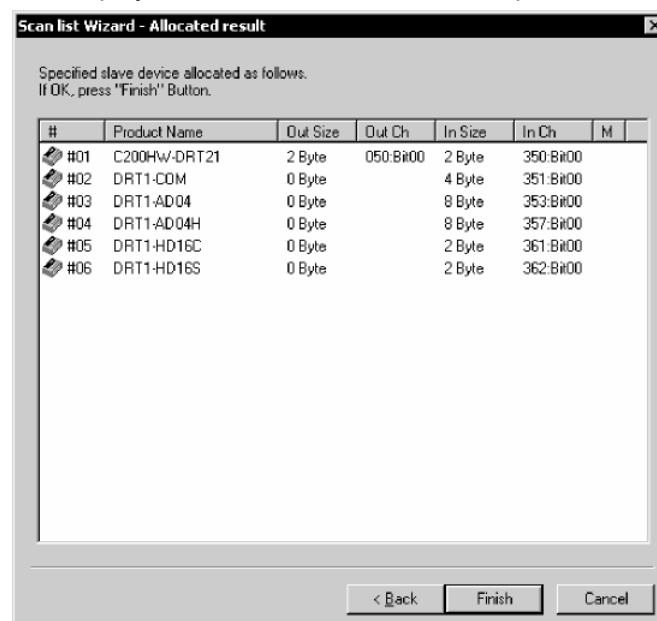 Scan list Wizard - Allocated result
Specified slave device allocated as follows.
If OK, press "Finish" Button.
# Product Name Out Size Out Ch In Size In Ch M
#01 C200HW-DRT21 2 Byte 050:Bit00 2 Byte 350:Bit00
#02 DRT1-COM 0 Byte 4 Byte 351:Bit00
#03 DRT1-AD04 0 Byte 8 Byte 353:Bit00
#04 DRT1-AD04H 0 Byte 8 Byte 357:Bit00
#05 DRT1-HD16C 0 Byte 2 Byte 361:Bit00
#06 DRT1-HD16S 0 Byte 2 Byte 362:Bit00
< Back Finish Cancel